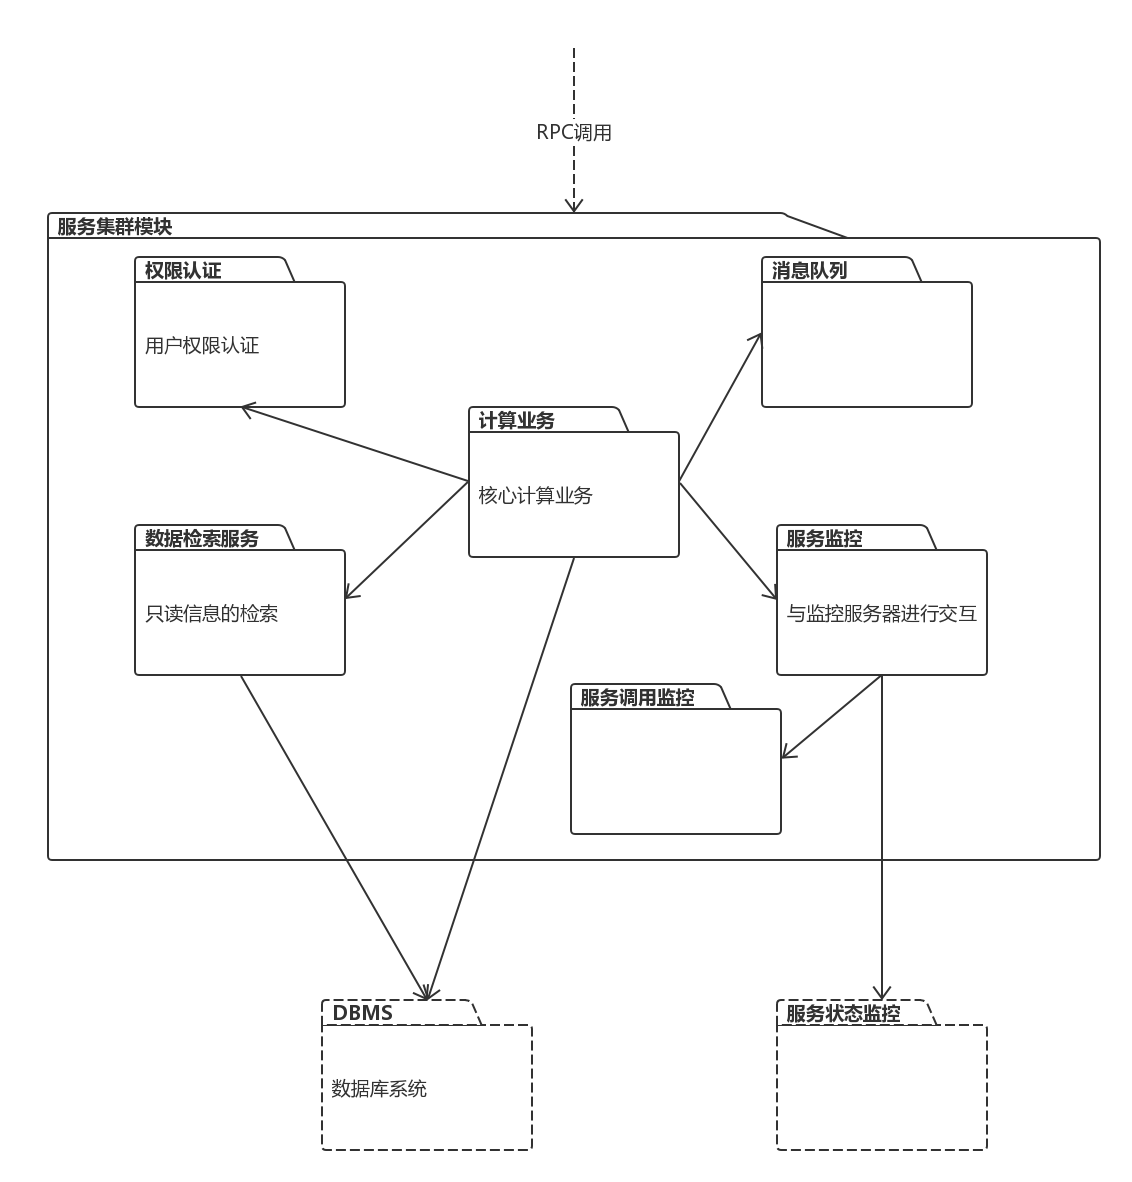 RPC调用
服务集群模块
权限认证
用户权限认证
消息队列
计算业务
核心计算业务
数据检索服务
只读信息的检索
服务监控
与监控服务器进行交互
服务调用监控
DBMS
数据库系统
服务状态监控